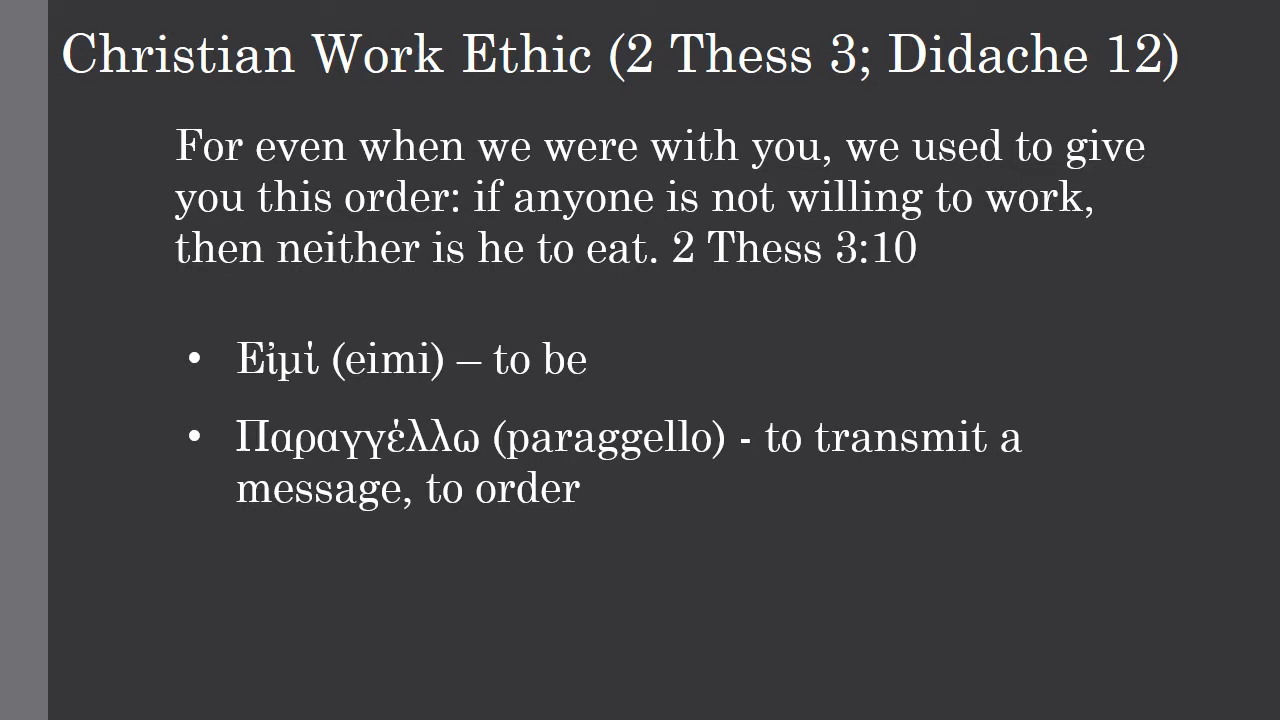 Christian Work Ethic (2 Thess 3; Didache 12)
For even when we were with you, we used to give
you this order: if anyone is not willing to work,
then neither is he to eat. 2 Thess 3:10
• Εἰμί (eimi) – to be
• Παραγγέλλω (paraggello) - to transmit a
message, to order